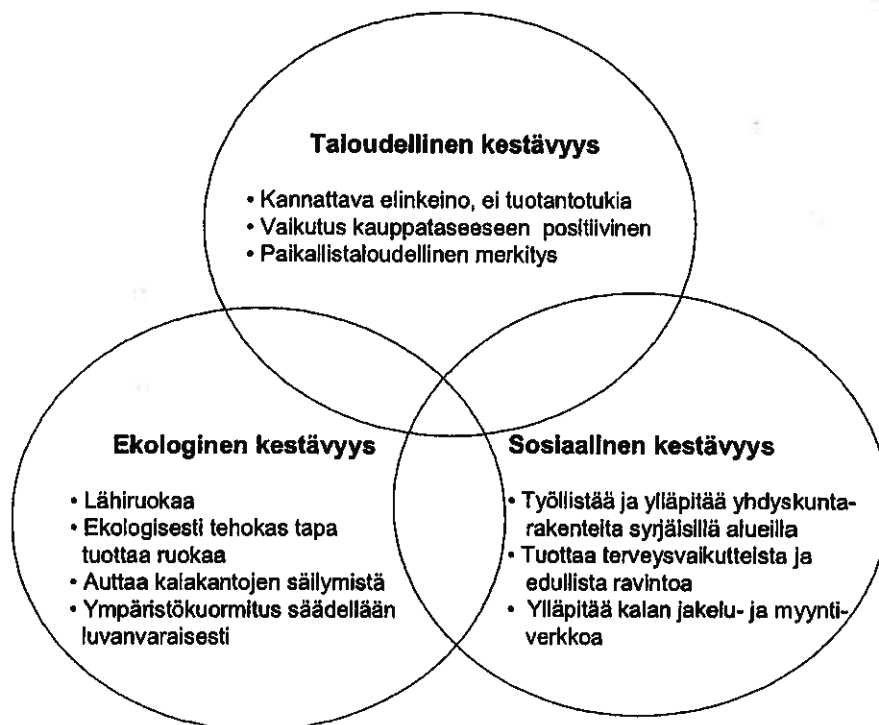 Taloudellinen kestävyys
• Kannattava elinkeino, ei tuotantotukia
• Vaikutus kauppataseeseen positiivinen
• Paikallistaloudellinen merkitys
Ekologinen kestävyys
• Lähiruokaa
• Ekologisesti tehokas tapa
tuottaa ruokaa
• Auttaa kalakantojen säilymistä
• Ympäristökuormitus säädellään
luvanvaraisesti
Sosiaalinen kestävyys
• Työllistää ja ylläpitää yhdyskunta-
rakenteita syrjäisillä alueilla
• Tuottaa terveysvaikutteista ja
edullista ravintoa
• Ylläpitää kalan jakelu- ja myynti-
verkkoa